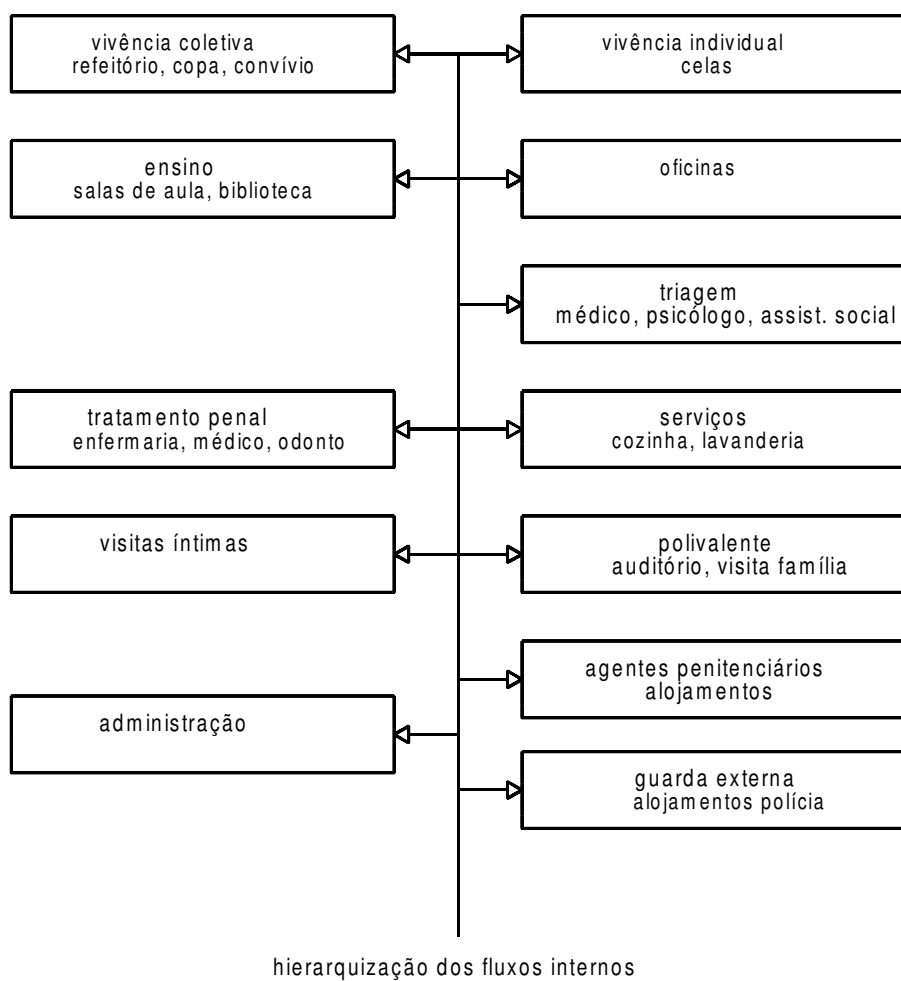 vivência coletiva
refeitório, copa, convívio
vivência individual
celas
ensino
salas de aula, biblioteca
oficinas
triagem
médico, psicólogo, assist. social
tratamento penal
enfermaria, médico, odonto
serviços
cozinha, lavanderia
visitas íntimas
polivalente
auditório, visita família
agentes penitenciários
alojamentos
administração
guarda externa
alojamentos polícia
hierarquização dos fluxos internos